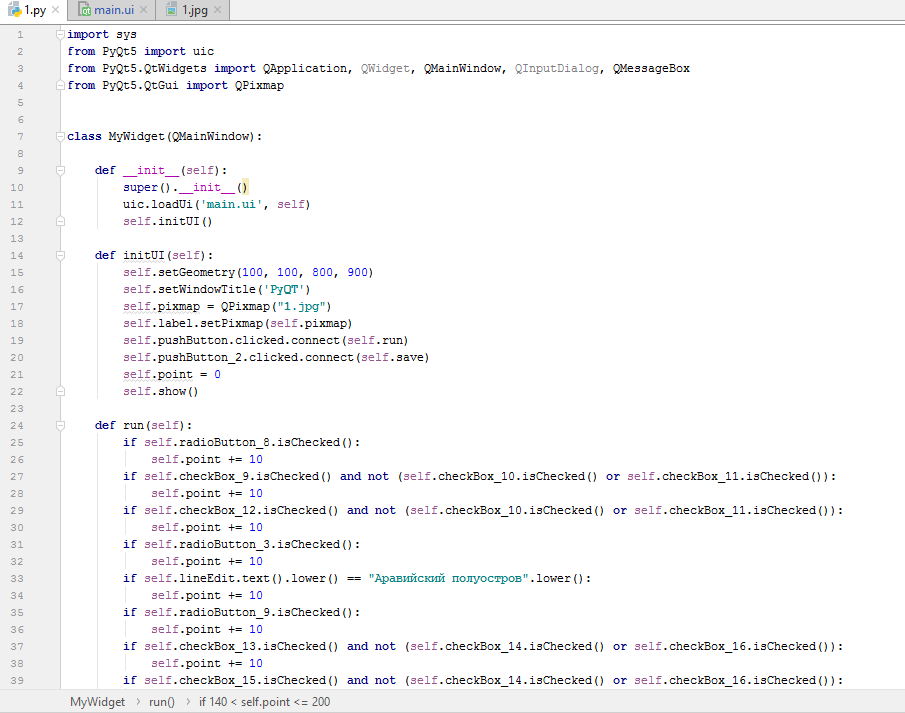 1.py main.ui 1.jpg
1 import sys
2 from PyQt5 import uic
3 from PyQt5.QtWidgets import QApplication, QWidget, QMainWindow, QInputDialog, QMessageBox
4 from PyQt5.QtGui import QPixmap
5
6
7 class MyWidget(QMainWindow):
8
9     def __init__(self):
10         super().__init__()
11         uic.loadUi('main.ui', self)
12         self.initUI()
13
14     def initUI(self):
15         self.setGeometry(100, 100, 800, 900)
16         self.setWindowTitle('PyQT')
17         self.pixmap = QPixmap("1.jpg")
18         self.label.setPixmap(self.pixmap)
19         self.pushButton.clicked.connect(self.run)
20         self.pushButton_2.clicked.connect(self.save)
21         self.point = 0
22         self.show()
23
24     def run(self):
25         if self.radioButton_8.isChecked():
26             self.point += 10
27         if self.checkBox_9.isChecked() and not (self.checkBox_10.isChecked() or self.checkBox_11.isChecked()):
28             self.point += 10
29         if self.checkBox_12.isChecked() and not (self.checkBox_10.isChecked() or self.checkBox_11.isChecked()):
30             self.point += 10
31         if self.radioButton_3.isChecked():
32             self.point += 10
33         if self.lineEdit.text().lower() == "Аравийский полуостров".lower():
34             self.point += 10
35         if self.radioButton_9.isChecked():
36             self.point += 10
37         if self.checkBox_13.isChecked() and not (self.checkBox_14.isChecked() or self.checkBox_16.isChecked()):
38             self.point += 10
39         if self.checkBox_15.isChecked() and not (self.checkBox_14.isChecked() or self.checkBox_16.isChecked()):
MyWidget › run() › if 140 < self.point <= 200